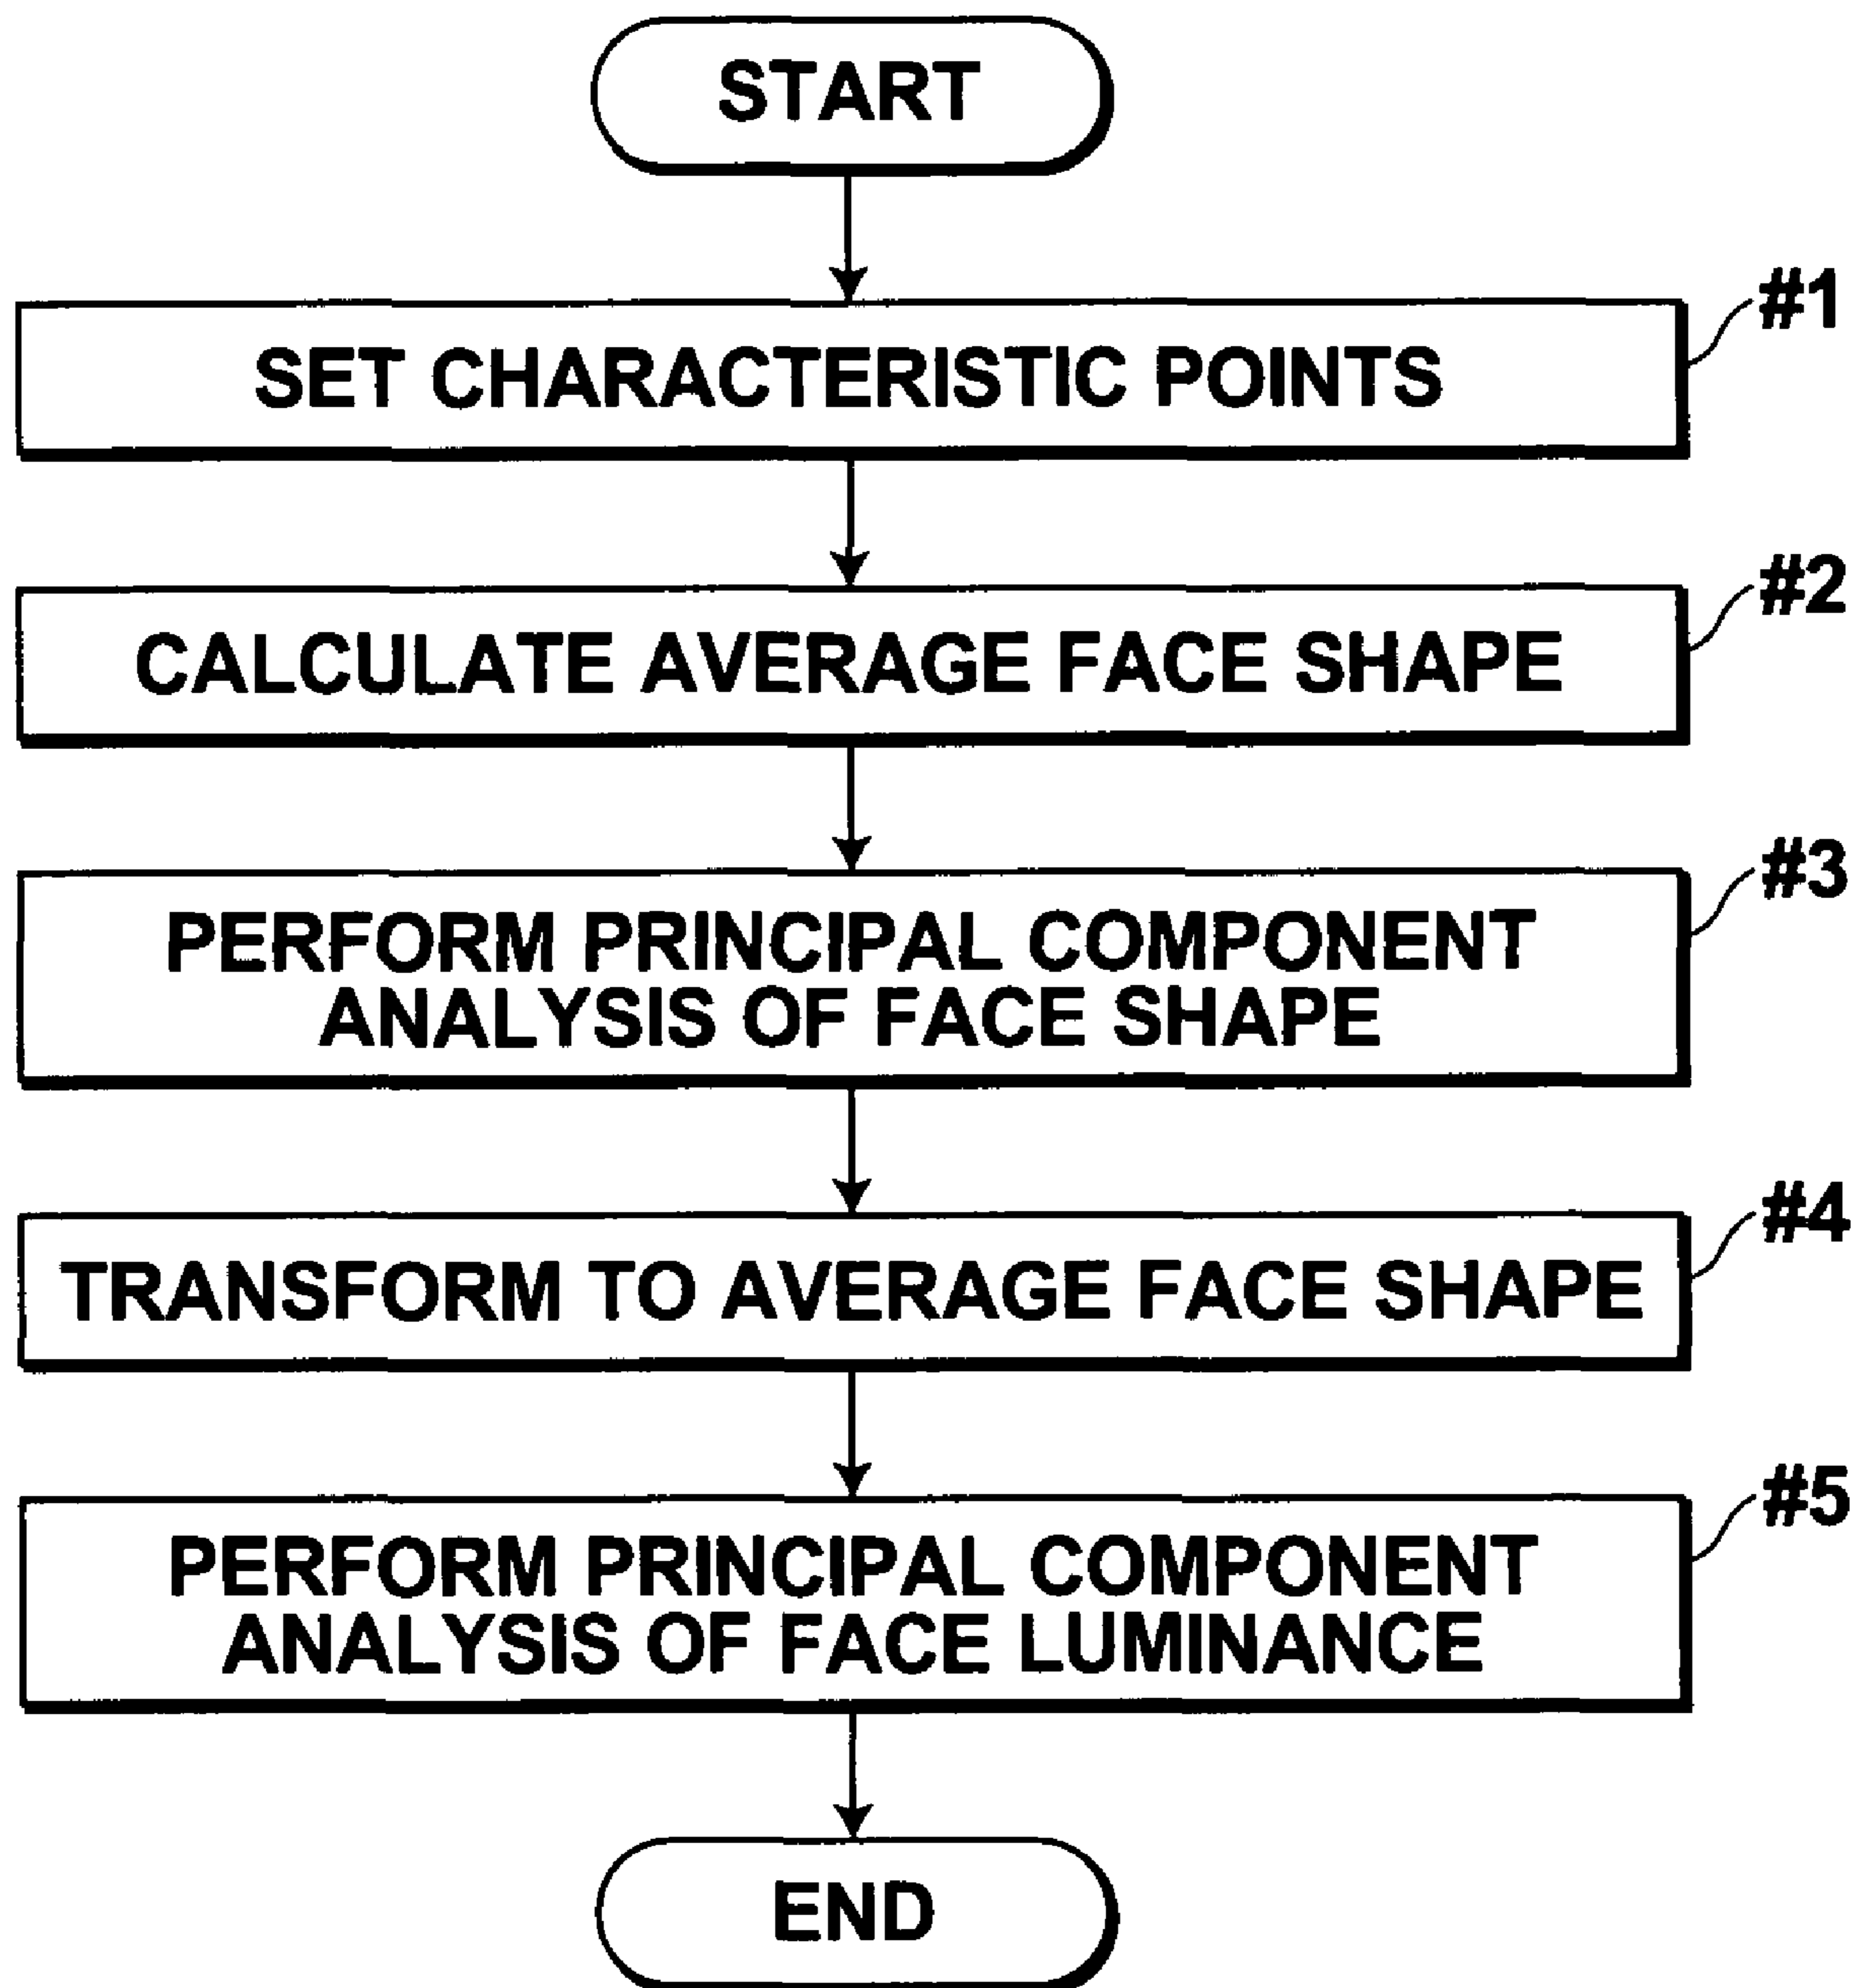 START
#1
SET CHARACTERISTIC POINTS
#2
CALCULATE AVERAGE FACE SHAPE
#3
PERFORM PRINCIPAL COMPONENT
ANALYSIS OF FACE SHAPE
#4
TRANSFORM TO AVERAGE FACE SHAPE
#5
PERFORM PRINCIPAL COMPONENT
ANALYSIS OF FACE LUMINANCE
END